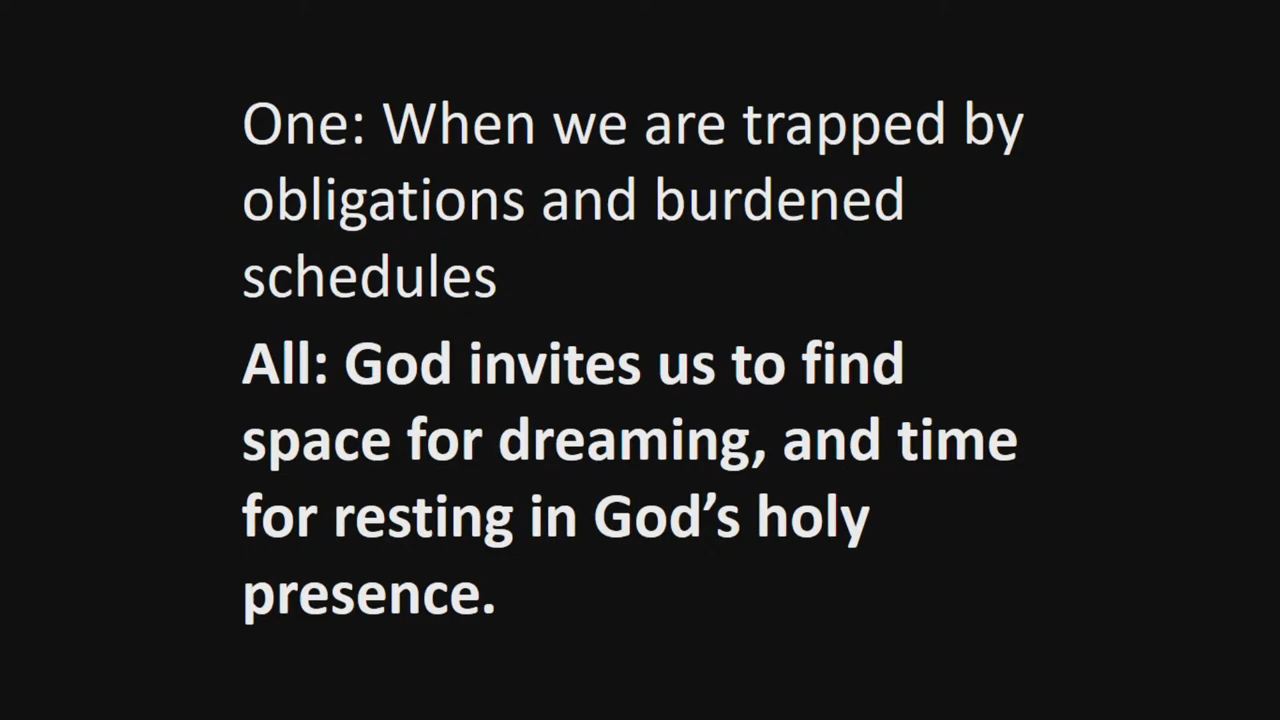 One: When we are trapped by
obligations and burdened
schedules
All: God invites us to find
space for dreaming, and time
for resting in God’s holy
presence.